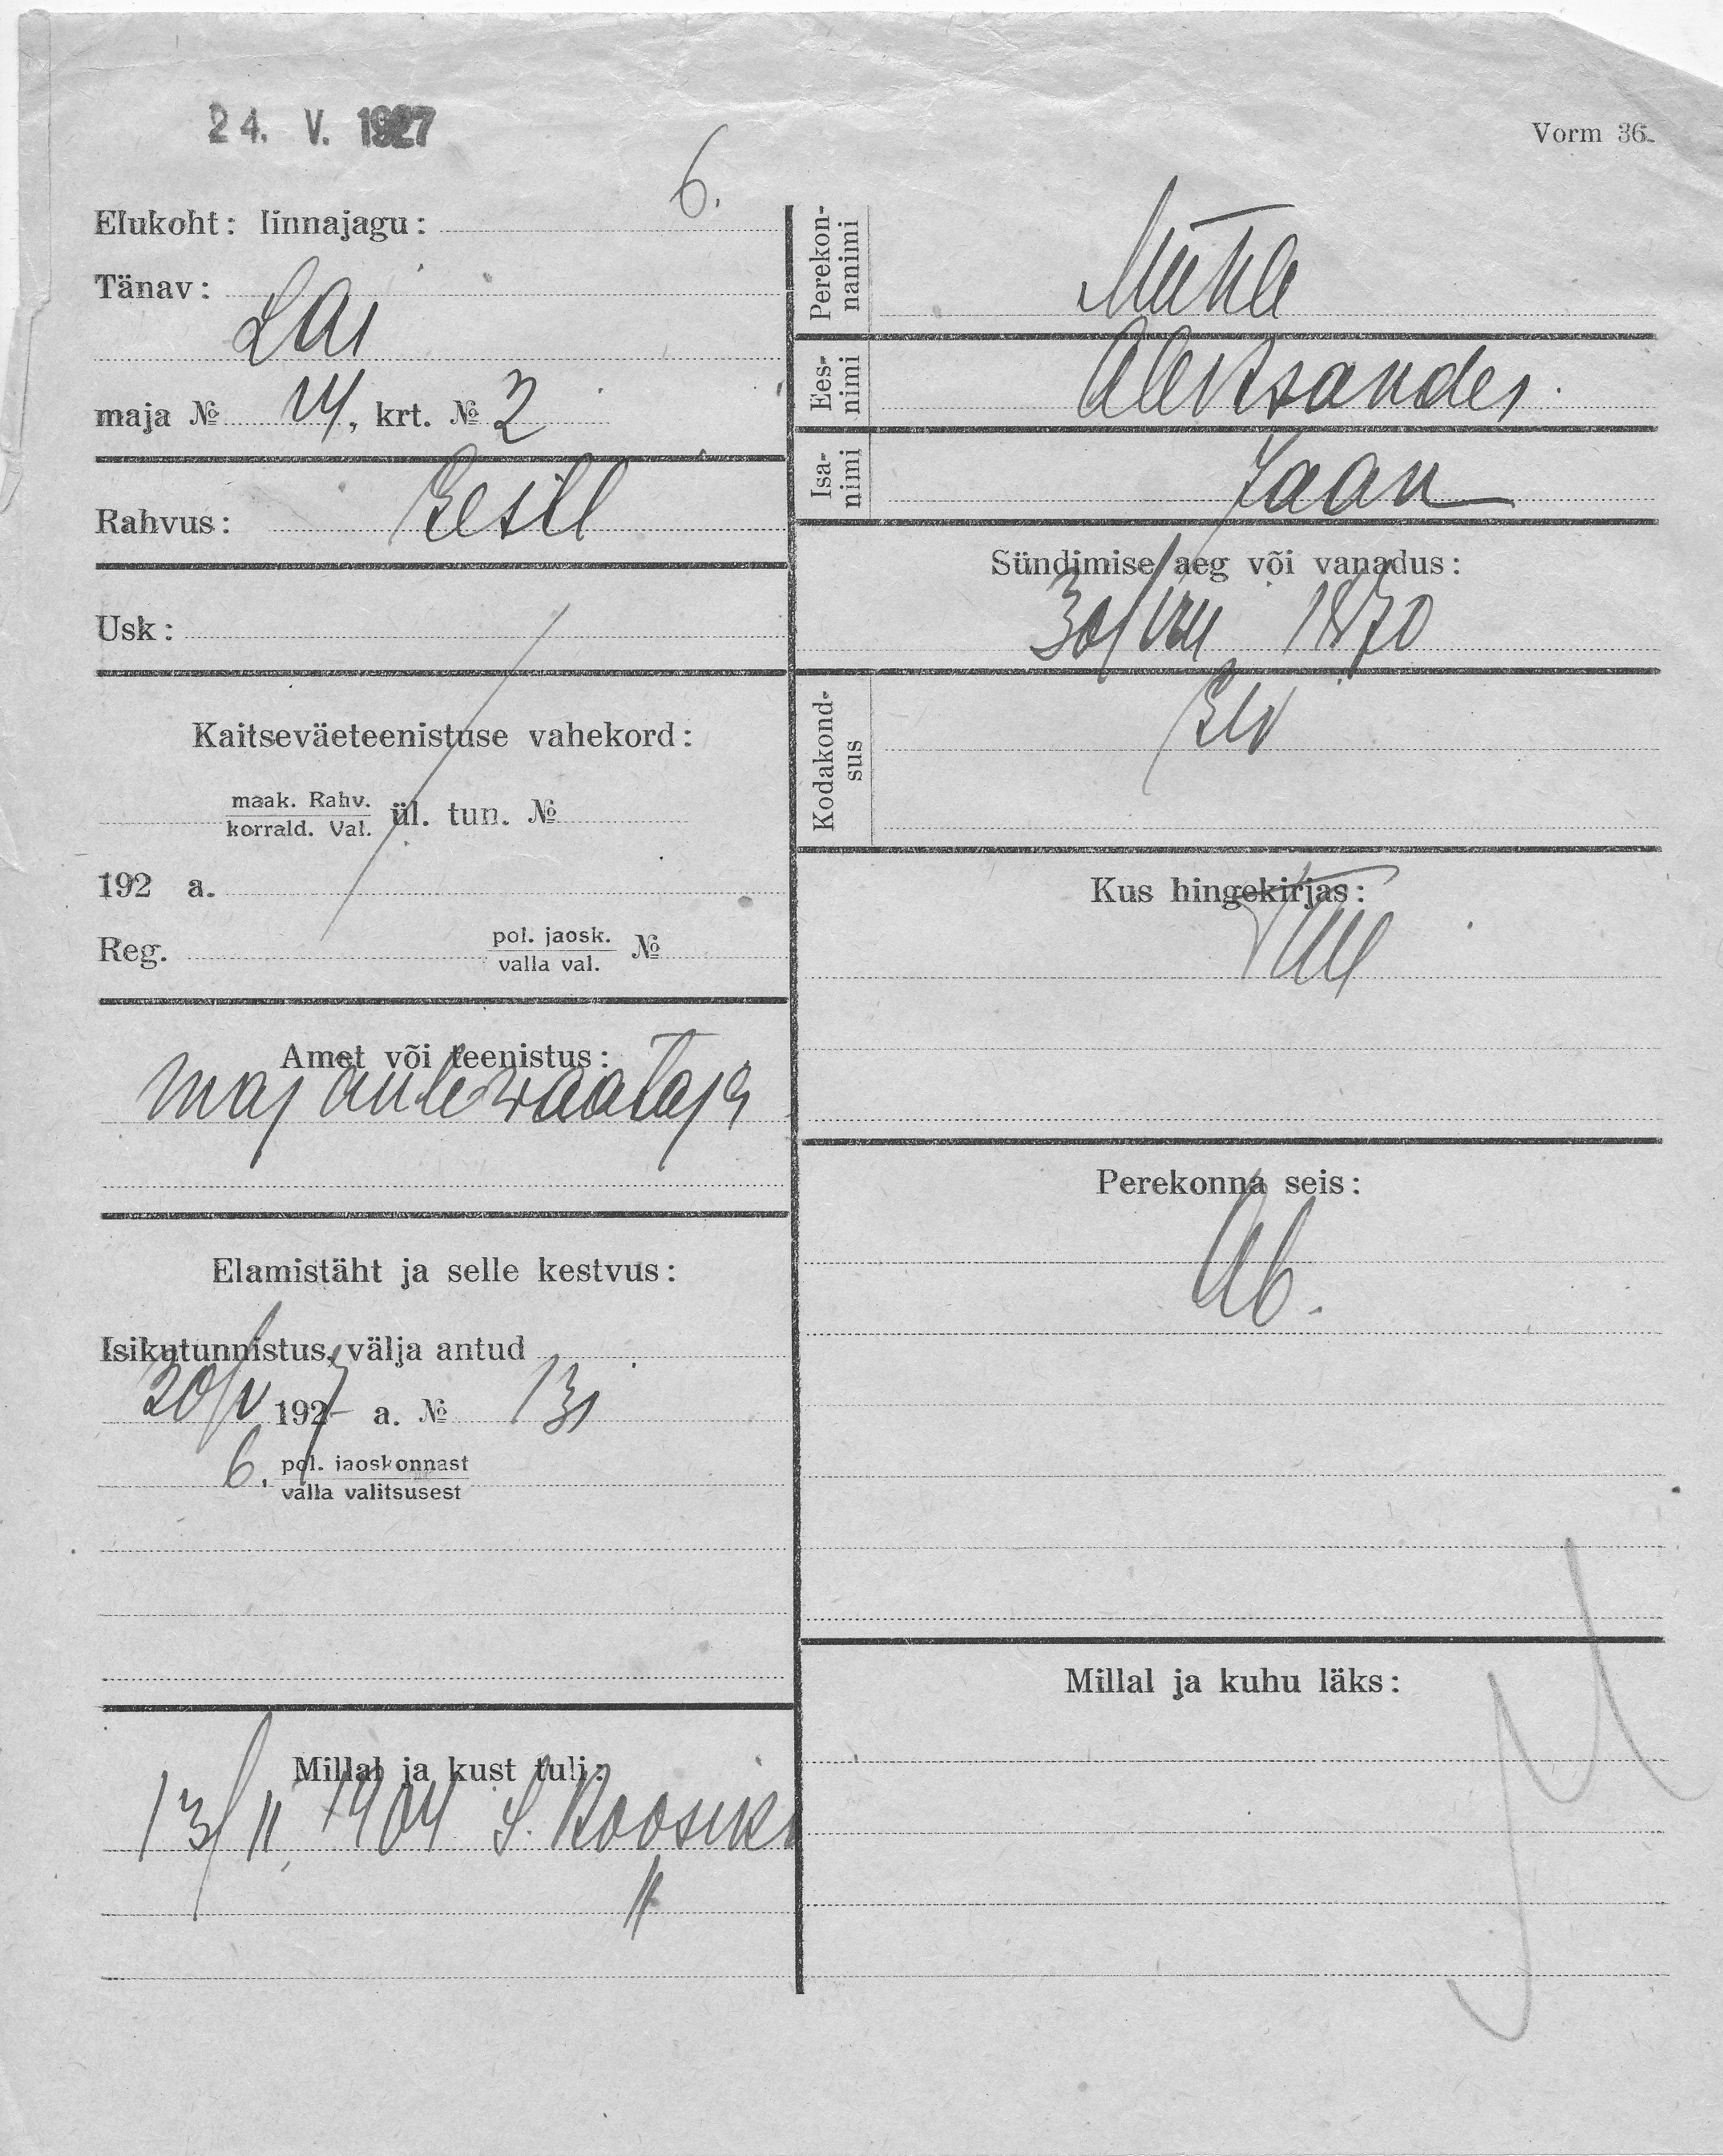 24. V. 1927
Vorm 36.
6.
Elukoht: linnajagu:
Tänav:
Lai
maja № 14, krt. № 2
Rahvus: Eesti
Usk:
Kaitseväeteenistuse vahekord:
maak. Rahv.
korrald. Val. ül. tun. №
192 a.
Reg. pol. jaosk.
valla val. №
Amet või teenistus:
majaülewaataja
Elamistäht ja selle kestvus:
Isikutunnistus, välja antud
20/V 1927 a. № 131
6. pol. jaoskonnast
valla valitsusest
Millal ja kust tuli:
13/II
Perekonnanimi
Eesnimi Aleksander
Isanimi Jaan
Sündimise aeg või vanadus:
30/VIII 1870
Kodakondsus
Kus hingekirjas:
Perekonna seis:
Ab.
Millal ja kuhu läks: